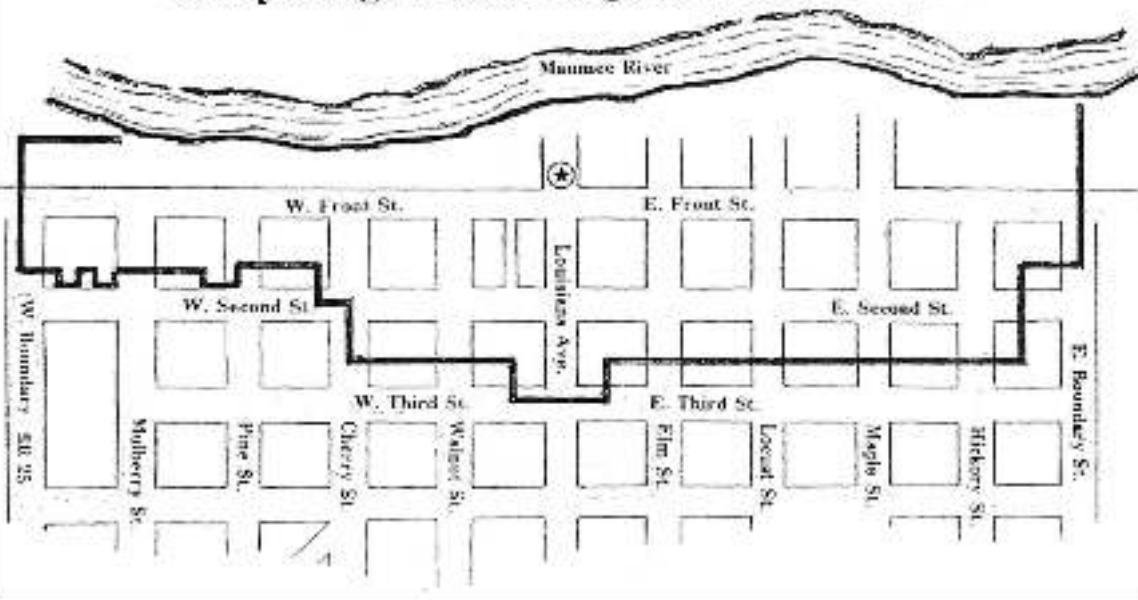 Maumee River
W. Front St.
E. Front St.
Louisiana Ave.
W. Second St.
E. Second St.
W. Boundary SR 25
E. Boundary St.
W. Third St.
E. Third St.
Mulberry St.
Pine St.
Cherry St.
Walnut St.
Elm St.
Locust St.
Maple St.
Hickory St.